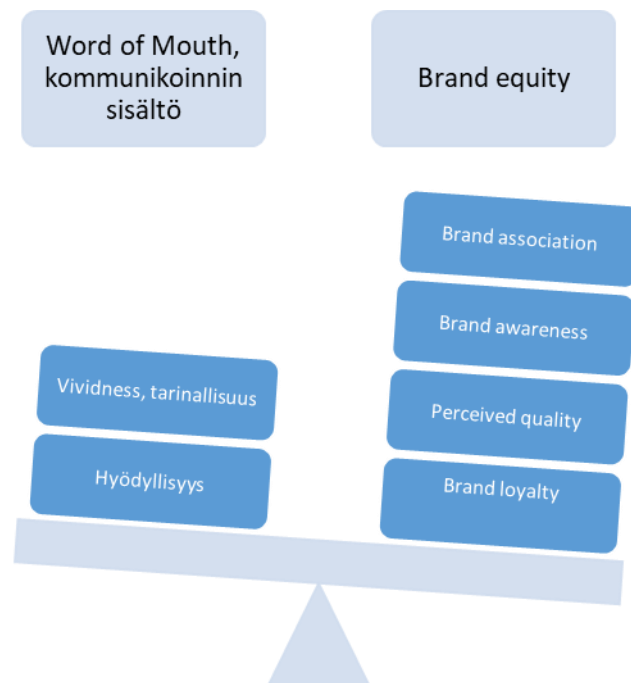 Word of Mouth,
kommunikoinnin
sisältö
Brand equity
Vividness, tarinallisuus
Hyödyllisyys
Brand association
Brand awareness
Perceived quality
Brand loyalty